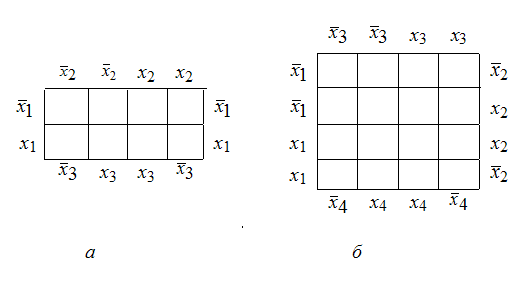 x̅2 x̅2 x2 x2
x̅1 x̅1
x1 x1
x̅3 x3 x3 x̅3
а
x̅3 x̅3 x3 x3
x̅1 x̅2
x̅1 x2
x1 x2
x1 x̅2
x̅4 x4 x4 x̅4
б